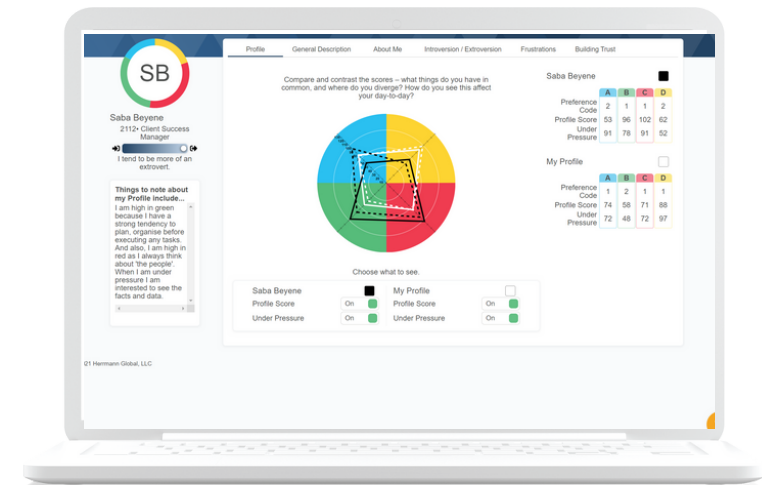 Profile
General Description
About Me
Introversion / Extroversion
Frustrations
Building Trust
SB
Saba Beyene
2112• Client Success
Manager
I tend to be more of an
extrovert.
Things to note about
my Profile include...
I am high in green
because I have a
strong tendency to
plan, organise before
executing any tasks.
And also, I am high in
red as I always think
about 'the people'.
When I am under
pressure I am
interested to see the
facts and data.
Compare and contrast the scores – what things do you have in
common, and where do you diverge? How do you see this affect
your day-to-day?
Choose what to see.
Saba Beyene
Profile Score On
Under Pressure On
My Profile
Profile Score On
Under Pressure On
Saba Beyene
A B C D
Preference
Code 2 1 1 2
Profile Score 53 96 102 62
Under
Pressure 91 78 91 52
My Profile
A B C D
Preference
Code 1 2 1 1
Profile Score 74 58 71 88
Under
Pressure 72 48 72 97
21 Herrmann Global, LLC